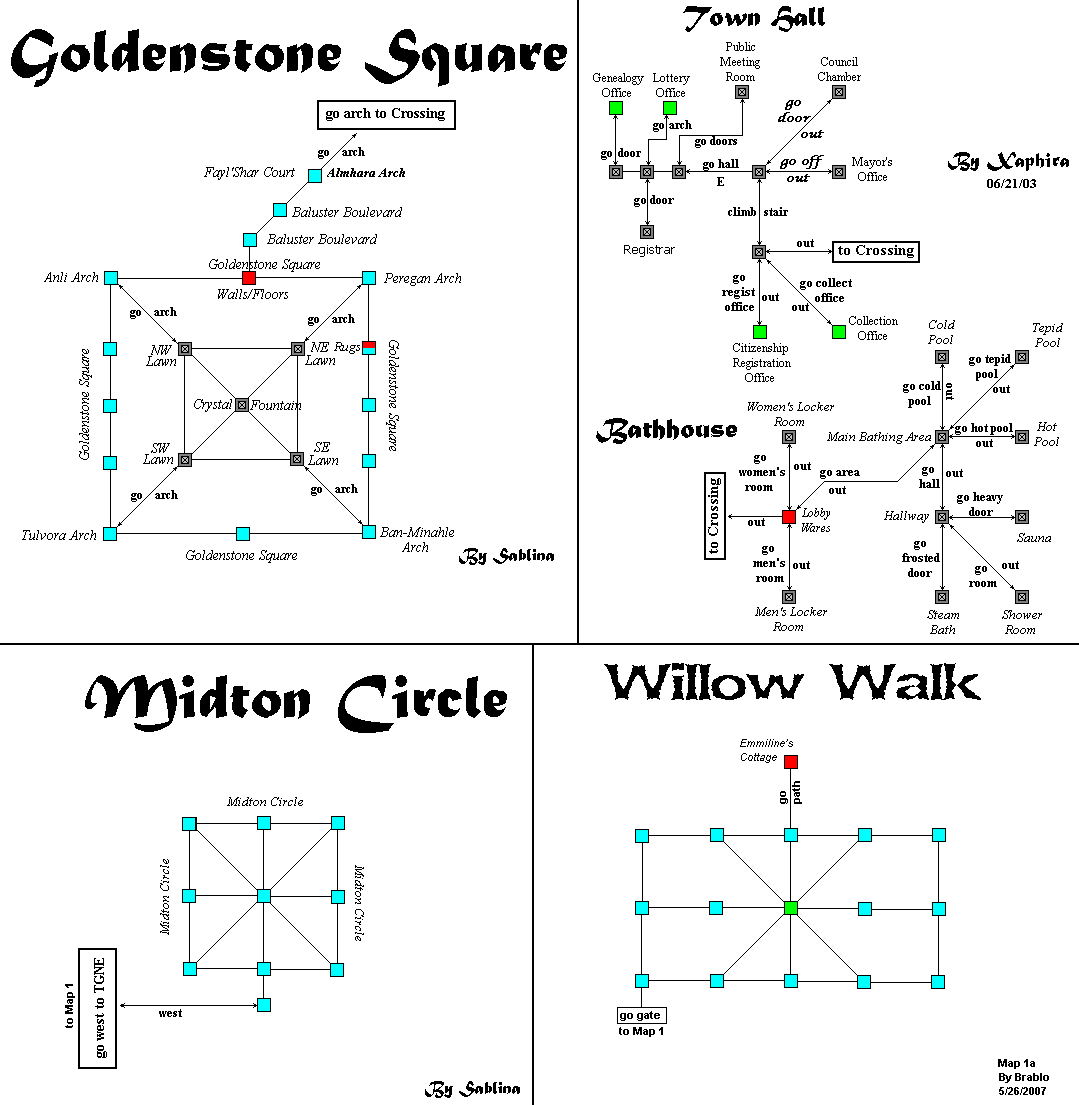 Goldenstone Square
go arch to Crossing
go arch
Fayl'Shar Court
Almhara Arch
Baluster Boulevard
Baluster Boulevard
Goldenstone Square
Anli Arch
Peregan Arch
Walls/Floors
go arch
go arch
NW
Lawn
NE Rugs
Lawn
Goldenstone Square
Goldenstone Square
Crystal Fountain
SW
Lawn
SE
Lawn
go arch
go arch
Tulvora Arch
Ban-Minahle
Arch
Goldenstone Square
By Sablina
Town Hall
Public
Meeting
Room
Council
Chamber
Genealogy
Office
Lottery
Office
go
door
out
go arch
go doors
go door
go hall
E
go off
out
Mayor's
Office
By Xaphira
06/21/03
go door
climb stair
Registrar
out
to Crossing
go
regist
office
out
go collect
office
out
Citizenship
Registration
Office
Collection
Office
Bathhouse
Cold
Pool
Tepid
Pool
go tepid
pool
out
go cold
pool
out
Women's Locker
Room
Main Bathing Area
go hot pool
out
Hot
Pool
go
women's
room
out
go area
out
go
hall
out
to Crossing
out
Lobby
Wares
Hallway
go heavy
door
Sauna
go
men's
room
out
go
frosted
door
go
room
out
Men's Locker
Room
Steam
Bath
Shower
Room
Midton Circle
Midton Circle
Midton Circle
Midton Circle
to Map 1
go west to TGNE
west
By Sablina
Willow Walk
Emmiline's
Cottage
go
path
go gate
to Map 1
Map 1a
By Brablo
5/26/2007